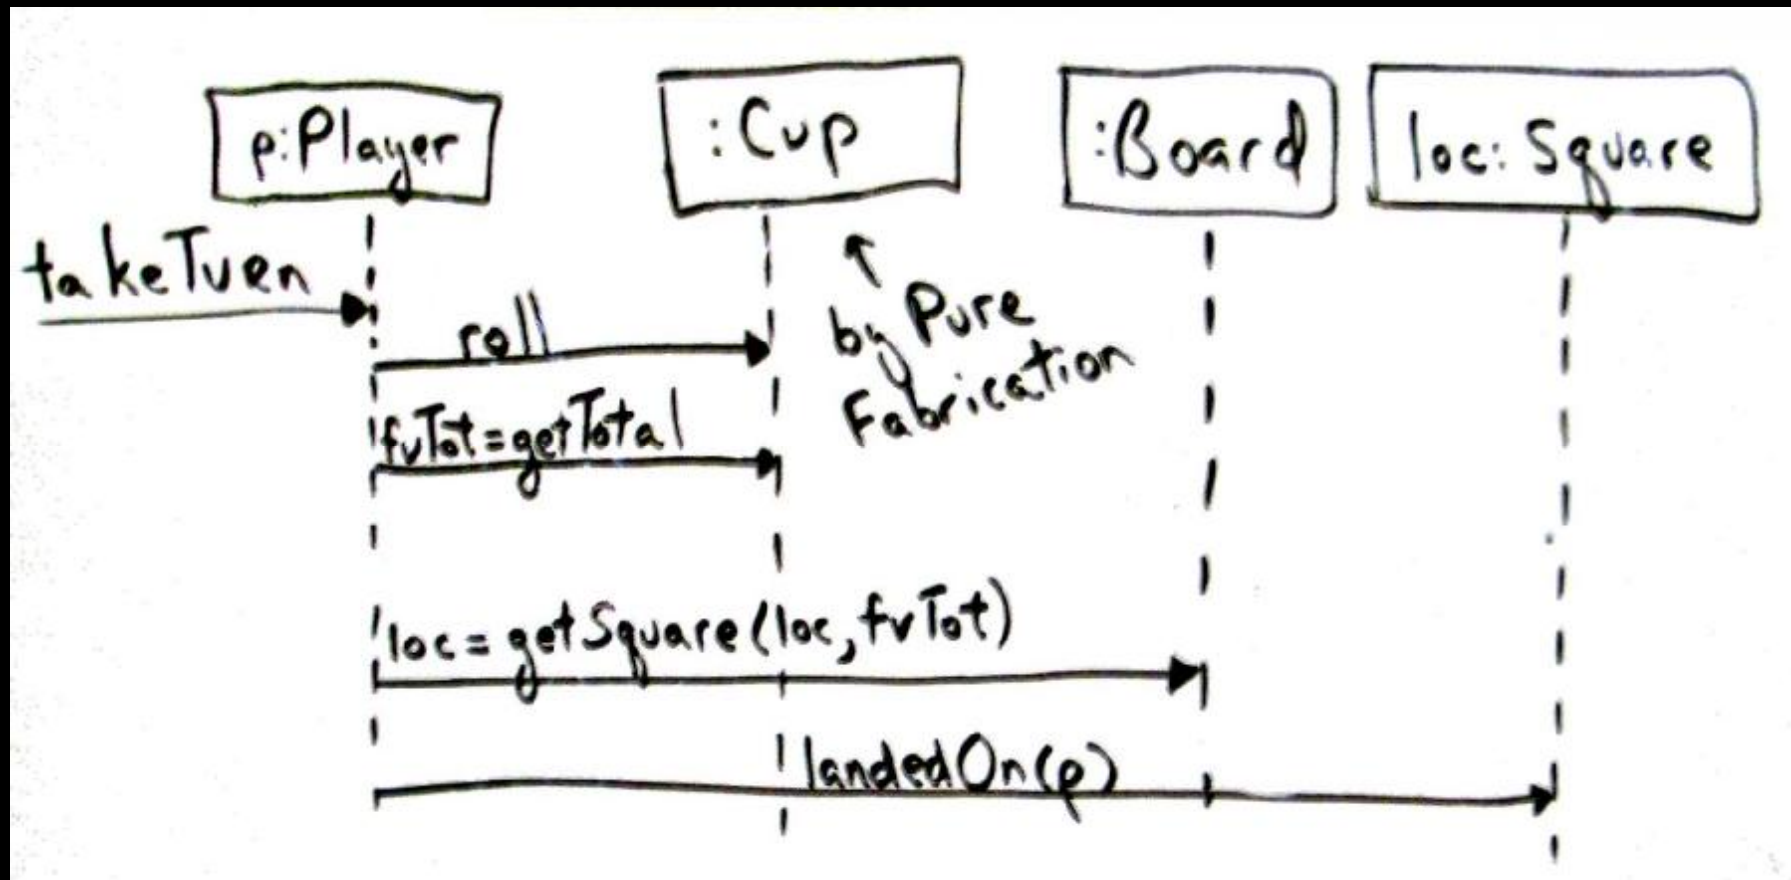 p:Player
:Cup
:Board
loc: Square
takeTurn
roll
by Pure
Fabrication
fvTot=getTotal
loc = getSquare(loc, fvTot)
landedOn(p)